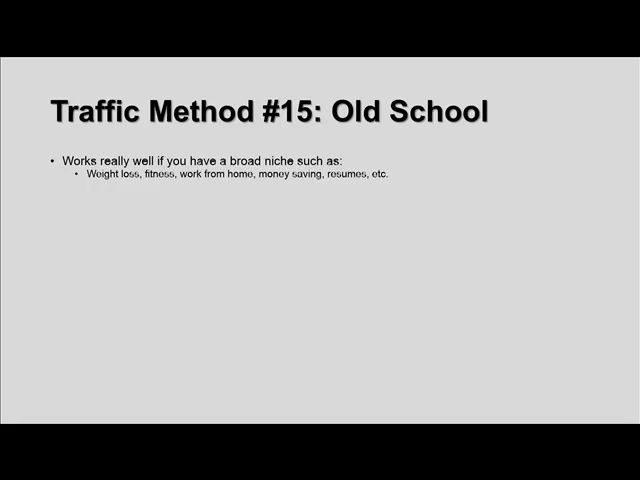 Traffic Method #15: Old School
• Works really well if you have a broad niche such as:
• Weight loss, fitness, work from home, money saving, resumes, etc.